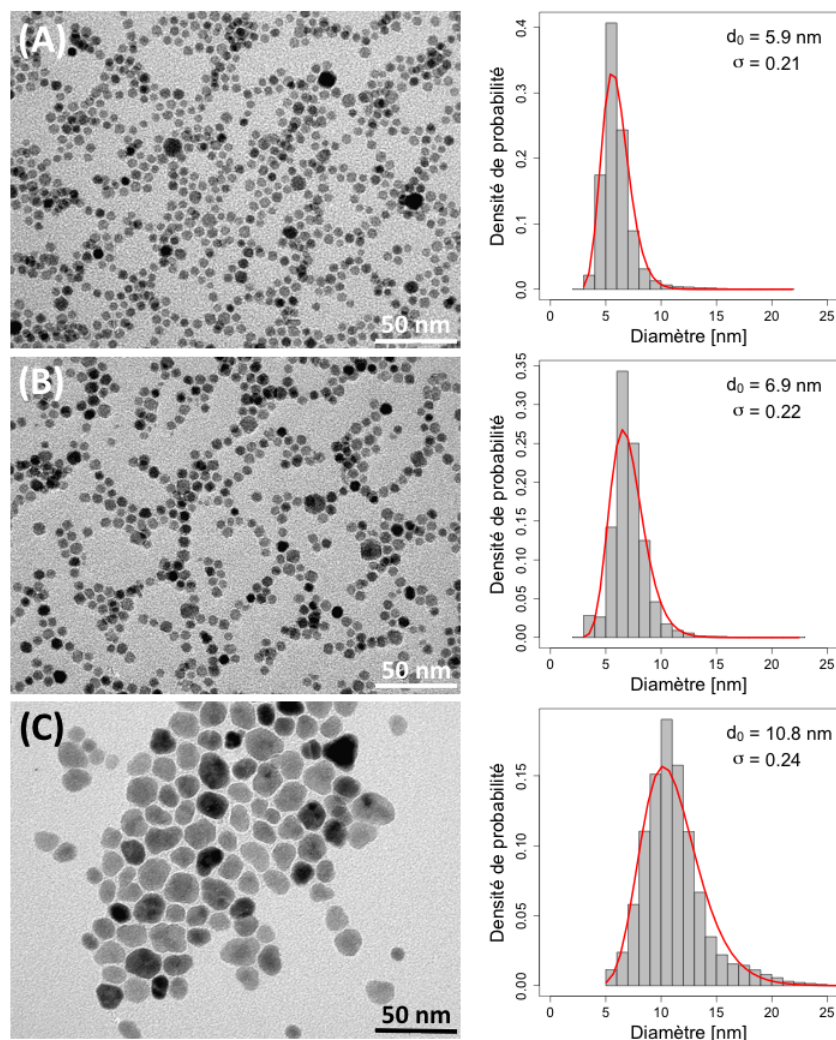 (A)
50 nm
d₀ = 5.9 nm
σ = 0.21
Densité de probabilité
0.0
0.1
0.2
0.3
0.4
0
5
10
15
20
25
Diamètre [nm]
(B)
50 nm
d₀ = 6.9 nm
σ = 0.22
Densité de probabilité
0.00
0.05
0.10
0.15
0.20
0.25
0.30
0.35
0
5
10
15
20
25
Diamètre [nm]
(C)
50 nm
d₀ = 10.8 nm
σ = 0.24
Densité de probabilité
0.00
0.05
0.10
0.15
0
5
10
15
20
25
Diamètre [nm]